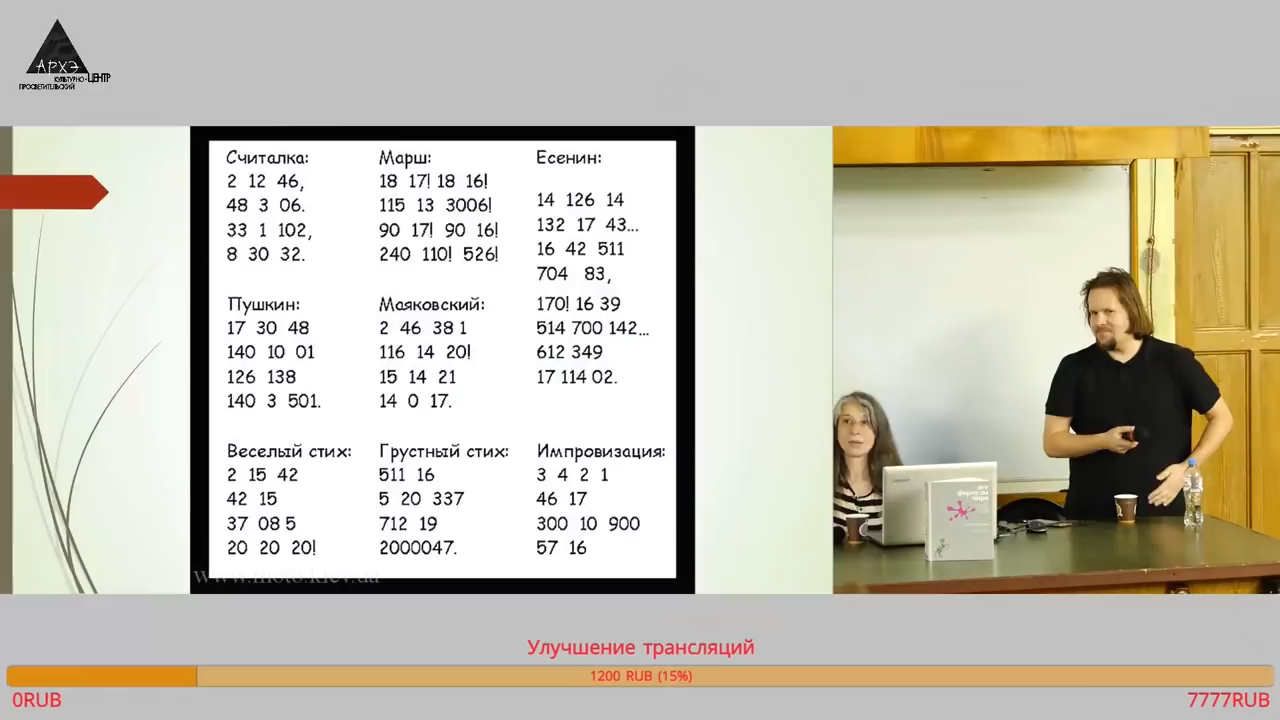 АРХЭ
КУЛЬТУРНО-
ПРОСВЕТИТЕЛЬСКИЙ ЦЕНТР
Считалка:
2 12 46,
48 3 06.
33 1 102,
8 30 32.
Марш:
18 17! 18 16!
115 13 3006!
90 17! 90 16!
240 110! 526!
Есенин:
14 126 14
132 17 43...
16 42 511
704 83,
170! 16 39
514 700 142...
612 349
17 114 02.
Пушкин:
17 30 48
140 10 01
126 138
140 3 501.
Маяковский:
2 46 38 1
116 14 20!
15 14 21
14 0 17.
Веселый стих:
2 15 42
42 15
37 08 5
20 20 20!
Грустный стих:
511 16
5 20 337
712 19
2000047.
Импровизация:
3 4 2 1
46 17
300 10 900
57 16
www.moto.kiev.ua
Улучшение трансляций
1200 RUB (15%)
0RUB
7777RUB